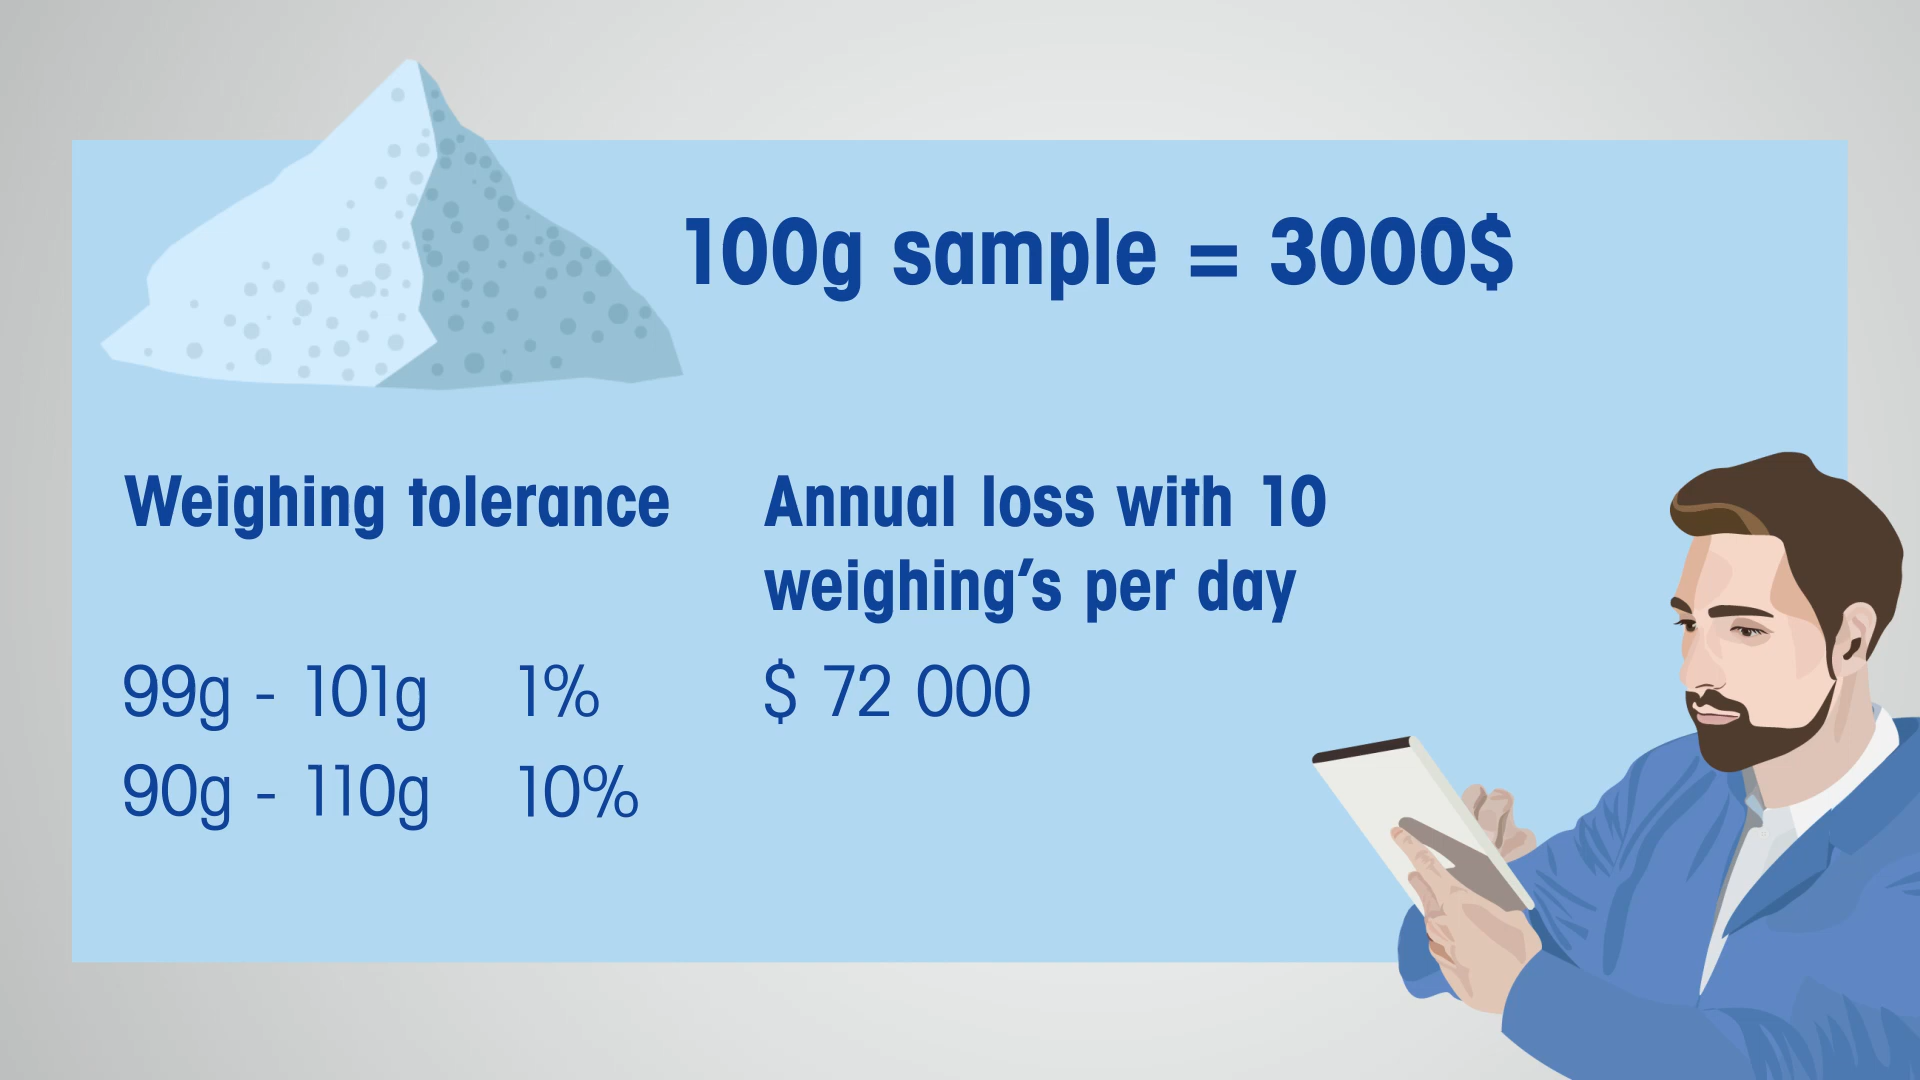 100g sample = 3000$
Weighing tolerance
Annual loss with 10
weighing's per day
99g - 101g 1% $ 72 000
90g - 110g 10%